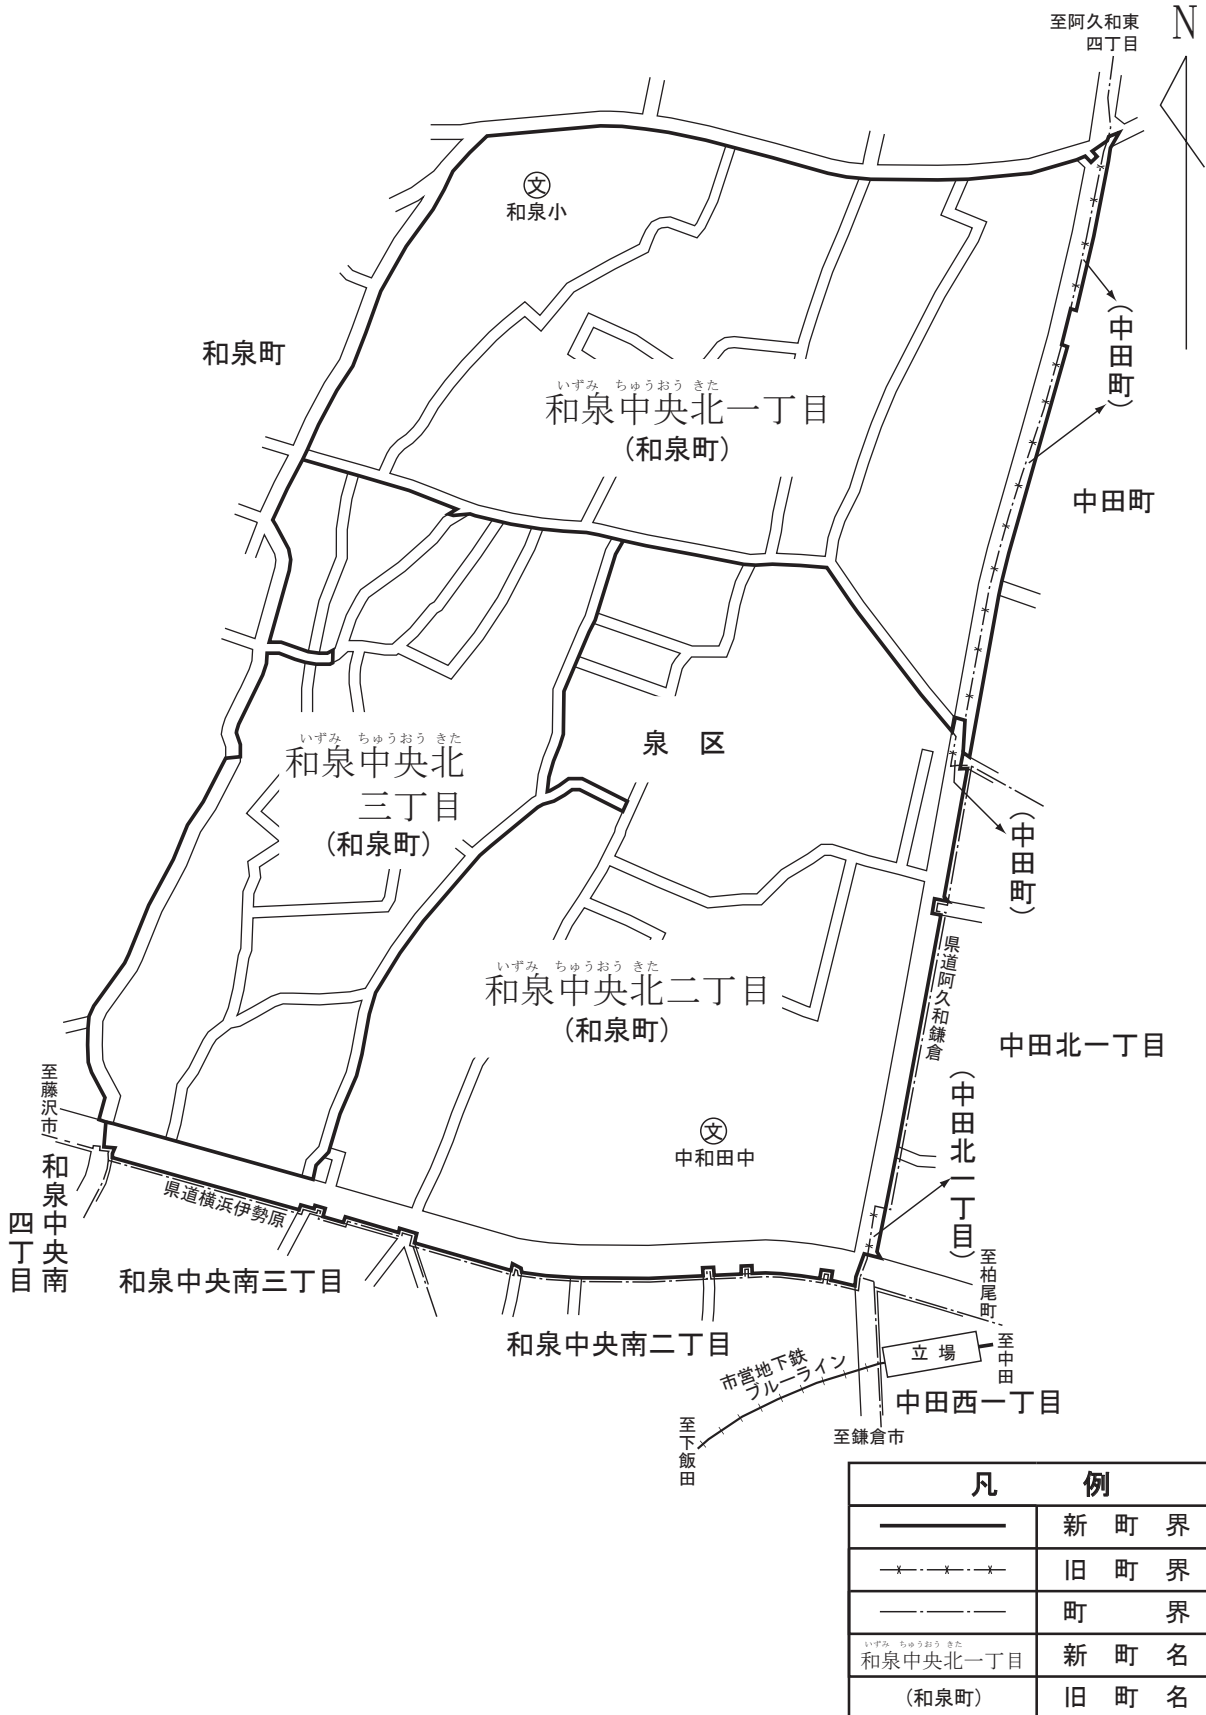 至阿久和東
四丁目
N
文
和泉小
和泉町
(中田町)
いずみ ちゅうおう きた
和泉中央北一丁目
(和泉町)
中田町
いずみ ちゅうおう きた
和泉中央北
三丁目
(和泉町)
泉 区
(中田町)
県道阿久和鎌倉
いずみ ちゅうおう きた
和泉中央北二丁目
(和泉町)
中田北一丁目
(中田北一丁目)
至藤沢市
文
中和田中
和泉中央南
四丁目
県道横浜伊勢原
和泉中央南三丁目
至柏尾町
和泉中央南二丁目
立場
至中田
市営地下鉄
ブルーライン
中田西一丁目
至下飯田
至鎌倉市
凡 例
新 町 界
旧 町 界
町 界
いずみ ちゅうおう きた
和泉中央北一丁目 新 町 名
(和泉町) 旧 町 名